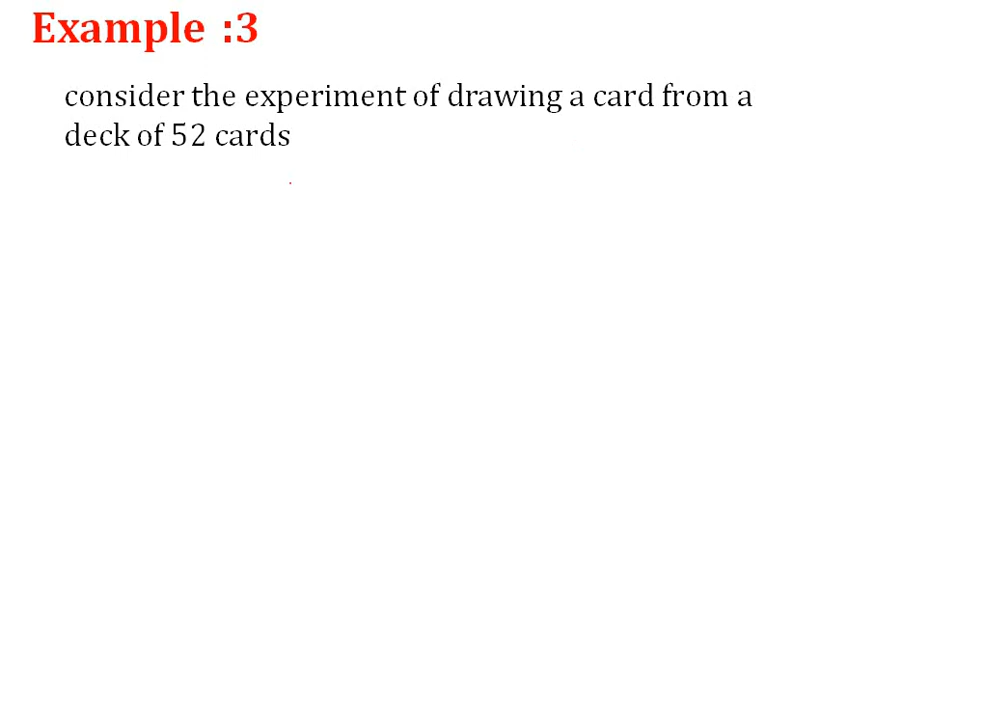 Example :3
consider the experiment of drawing a card from a
deck of 52 cards